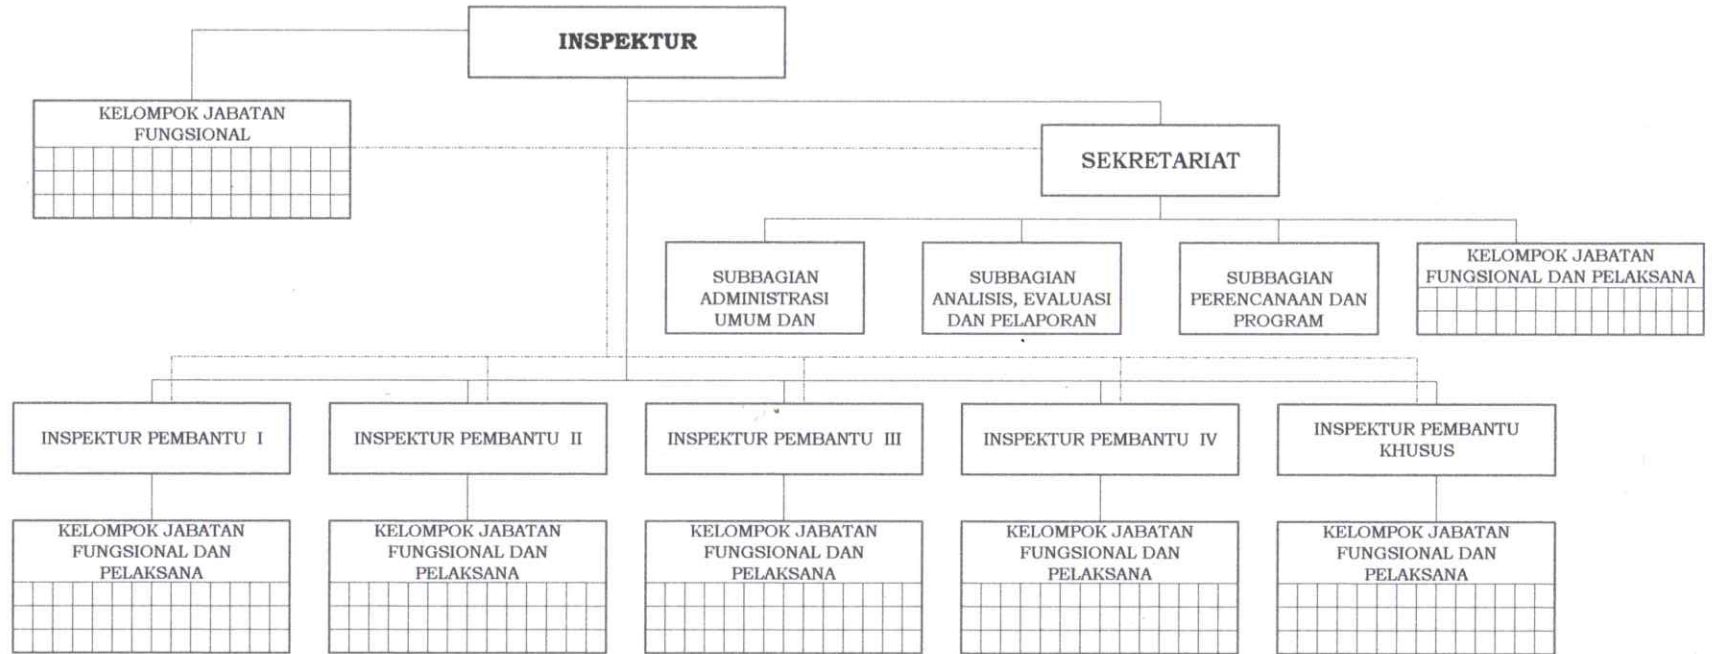 INSPEKTUR
KELOMPOK JABATAN
FUNGSIONAL
SEKRETARIAT
SUBBAGIAN
ADMINISTRASI
UMUM DAN
SUBBAGIAN
ANALISIS, EVALUASI
DAN PELAPORAN
SUBBAGIAN
PERENCANAAN DAN
PROGRAM
KELOMPOK JABATAN
FUNGSIONAL DAN PELAKSANA
INSPEKTUR PEMBANTU I
INSPEKTUR PEMBANTU II
INSPEKTUR PEMBANTU III
INSPEKTUR PEMBANTU IV
INSPEKTUR PEMBANTU
KHUSUS
KELOMPOK JABATAN
FUNGSIONAL DAN
PELAKSANA
KELOMPOK JABATAN
FUNGSIONAL DAN
PELAKSANA
KELOMPOK JABATAN
FUNGSIONAL DAN
PELAKSANA
KELOMPOK JABATAN
FUNGSIONAL DAN
PELAKSANA
KELOMPOK JABATAN
FUNGSIONAL DAN
PELAKSANA